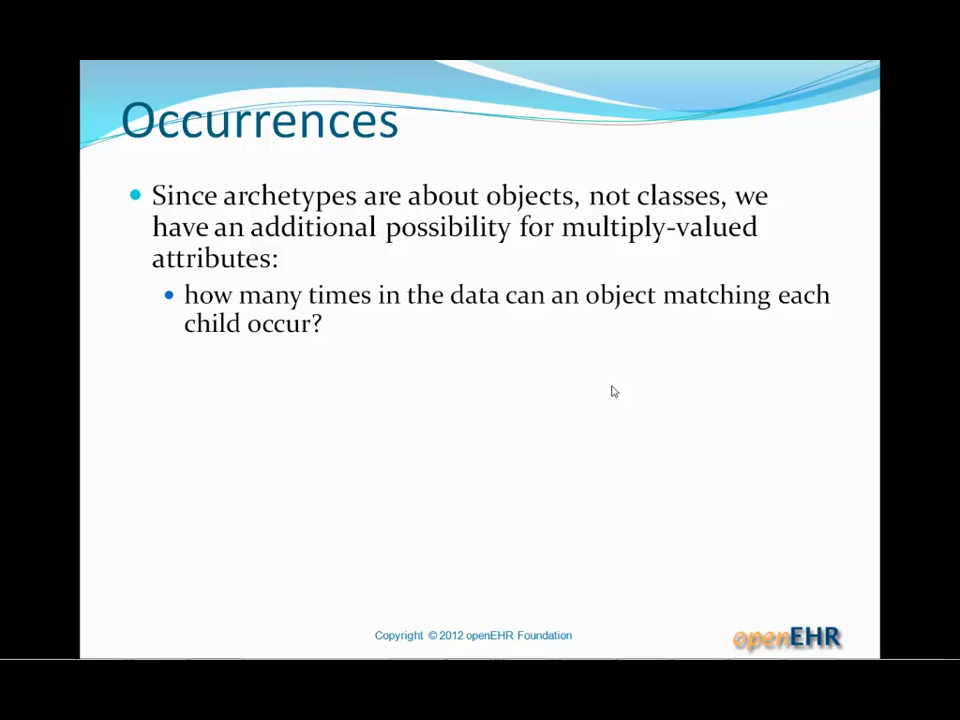 Occurrences
• Since archetypes are about objects, not classes, we
have an additional possibility for multiply-valued
attributes:
• how many times in the data can an object matching each
child occur?
Copyright © 2012 openEHR Foundation
openEHR